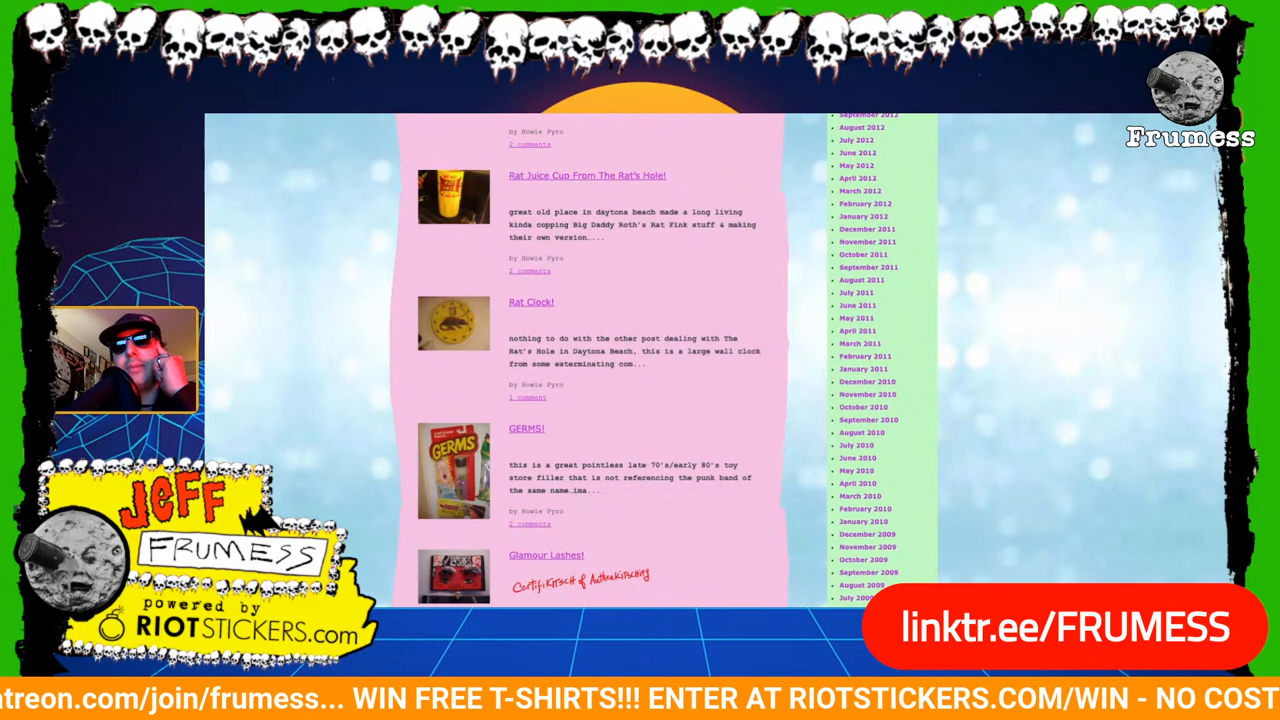 Frumess
by Howie Pyro
2 comments
Rat Juice Cup From The Rat's Hole!
great old place in daytona beach made a long living
kinda copping Big Daddy Roth's Rat Fink stuff & making
their own version....
by Howie Pyro
2 comments
Rat Clock!
nothing to do with the other post dealing with The
Rat's Hole in Daytona Beach, this is a large wall clock
from some exterminating com...
by Howie Pyro
1 comment
GERMS!
GERMS
this is a great pointless late 70's/early 80's toy
store filler that is not referencing the punk band of
the same name…ima...
by Howie Pyro
2 comments
Glamour Lashes!
CertifiKitsch of AuthenKitsching
September 2012
August 2012
July 2012
June 2012
May 2012
April 2012
March 2012
February 2012
January 2012
December 2011
November 2011
October 2011
September 2011
August 2011
July 2011
June 2011
May 2011
April 2011
March 2011
February 2011
January 2011
December 2010
November 2010
October 2010
September 2010
August 2010
July 2010
June 2010
May 2010
April 2010
March 2010
February 2010
January 2010
December 2009
November 2009
October 2009
September 2009
August 2009
July 2009
JEFF
FRUMESS
powered by
RIOTSTICKERS.com
linktr.ee/FRUMESS
atreon.com/join/frumess... WIN FREE T-SHIRTS!!! ENTER AT RIOTSTICKERS.COM/WIN - NO COST